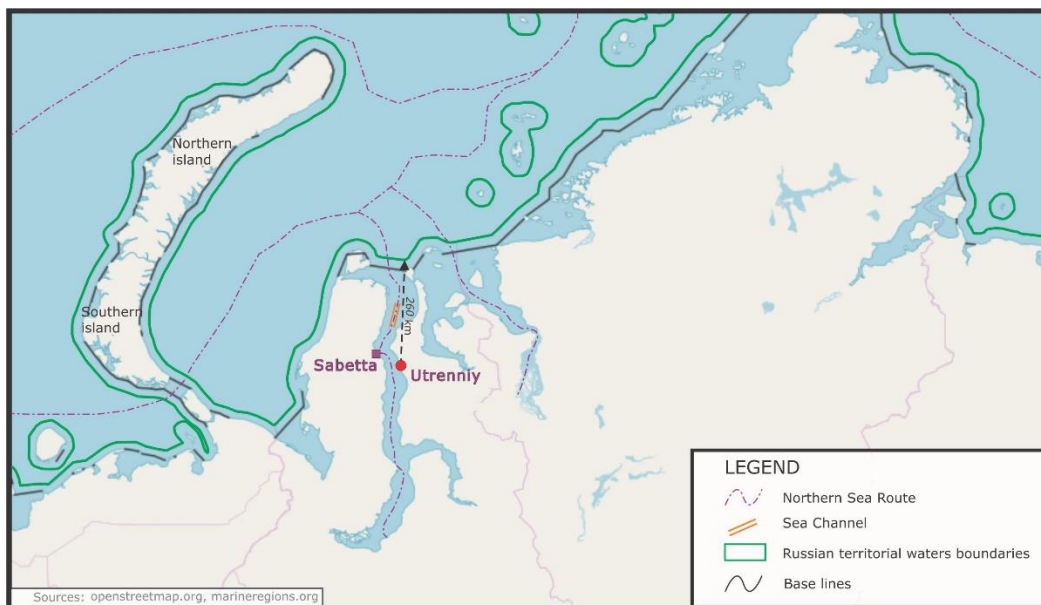 Northern
island
Southern
island
260 km
Sabetta
Utrenniy
LEGEND
Northern Sea Route
Sea Channel
Russian territorial waters boundaries
Base lines
Sources: openstreetmap.org, marineregions.org